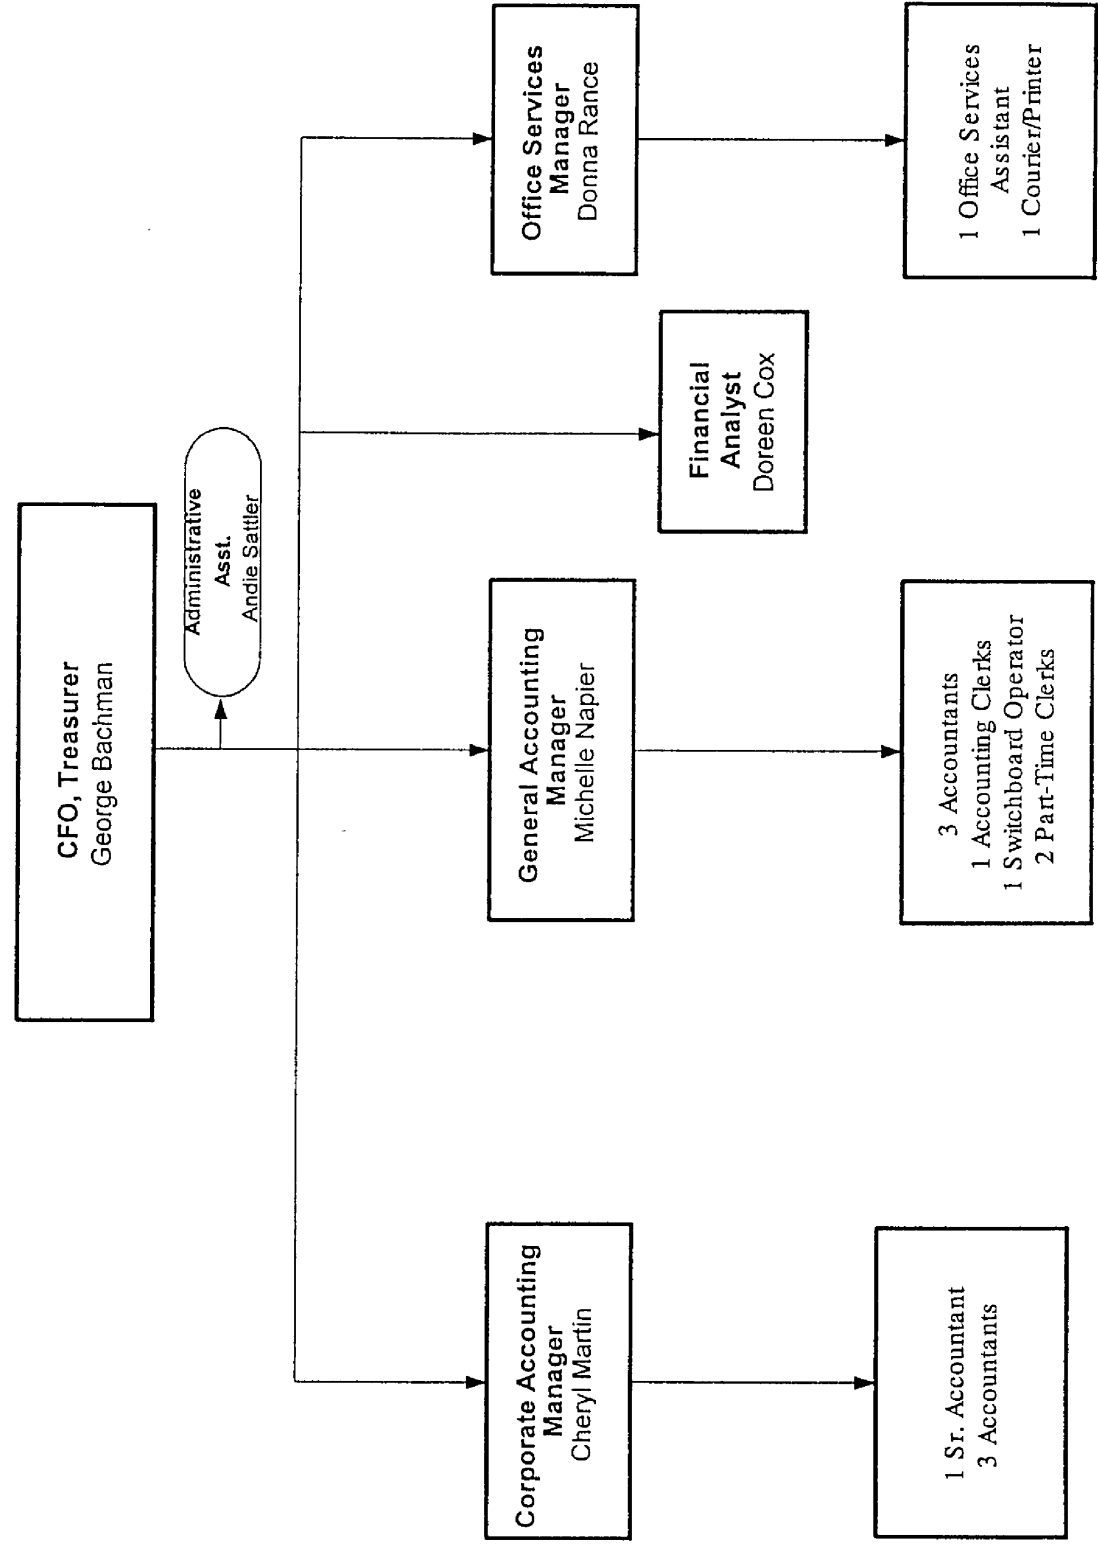 CFO, Treasurer
George Bachman
Administrative
Asst.
Andie Sattler
Corporate Accounting
Manager
Cheryl Martin
General Accounting
Manager
Michelle Napier
Financial
Analyst
Doreen Cox
Office Services
Manager
Donna Rance
1 Sr. Accountant
3 Accountants
3 Accountants
1 Accounting Clerks
1 Switchboard Operator
2 Part-Time Clerks
1 Office Services
Assistant
1 Courier/Printer